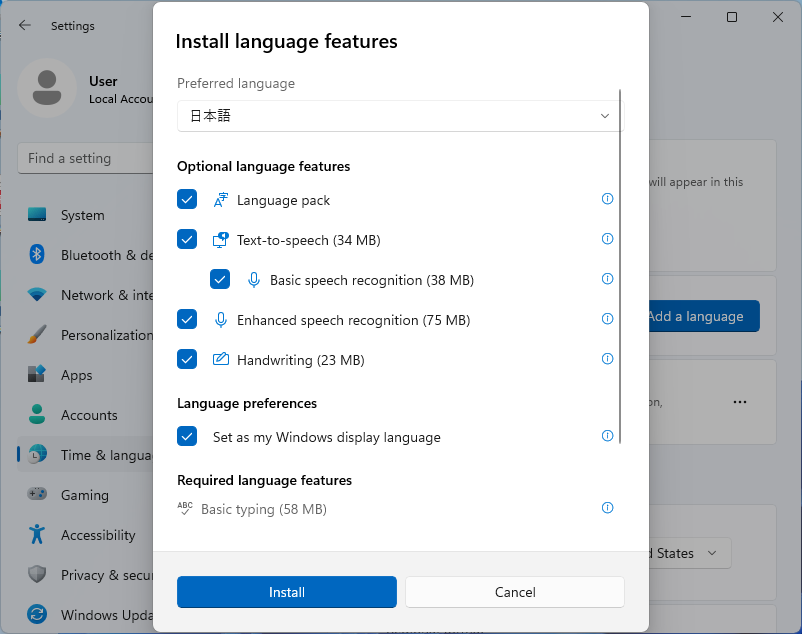 Settings
User
Local Accou
Find a setting
System
Bluetooth & de
Network & inte
Personalization
Apps
Accounts
Time & langua
Gaming
Accessibility
Privacy & secur
Windows Upda
Install language features
Preferred language
日本語
Optional language features
Language pack
Text-to-speech (34 MB)
Basic speech recognition (38 MB)
Enhanced speech recognition (75 MB)
Handwriting (23 MB)
Language preferences
Set as my Windows display language
Required language features
ABC
Basic typing (58 MB)
Install
Cancel
will appear in this
Add a language
on,
d States